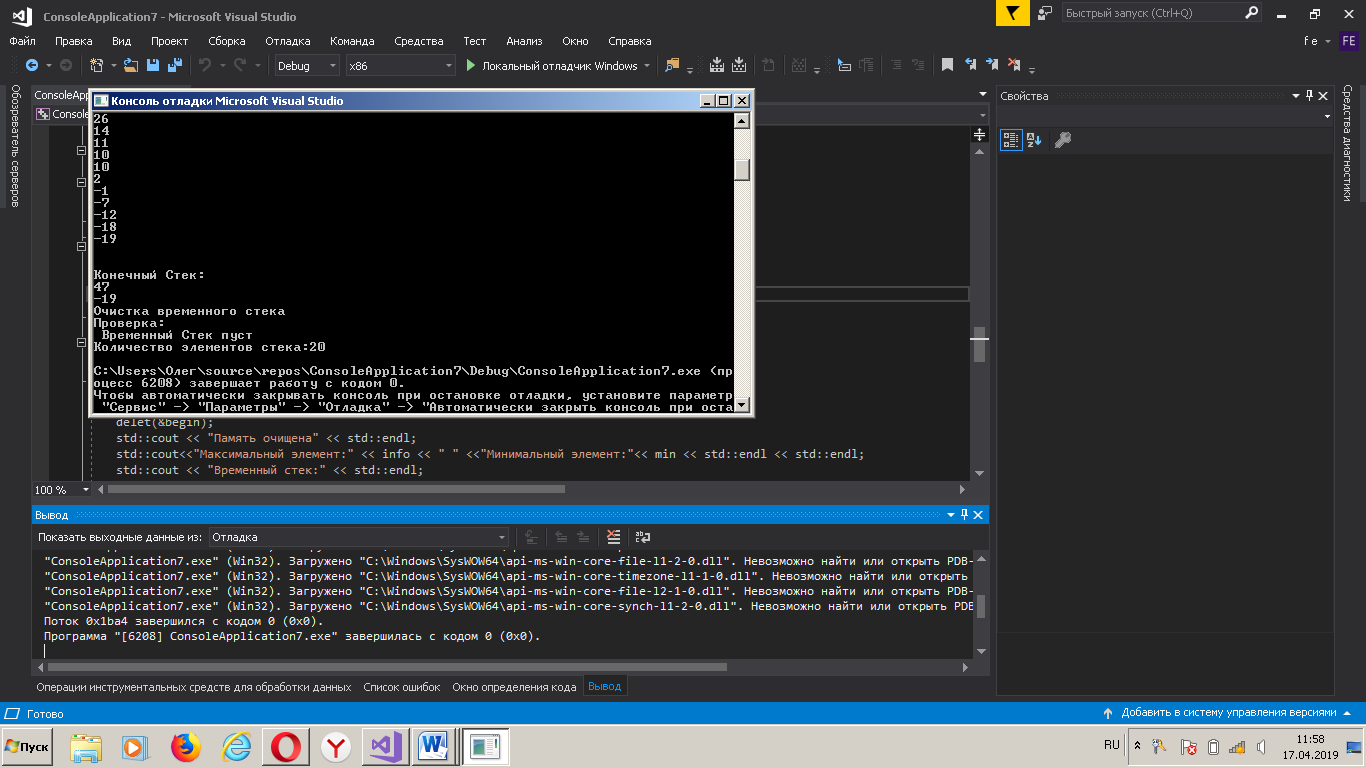 ConsoleApplication7 - Microsoft Visual Studio
Быстрый запуск (Ctrl+Q)
Файл Правка Вид Проект Сборка Отладка Команда Средства Тест Анализ Окно Справка
f e
FE
Debug x86 Локальный отладчик Windows
Обозреватель серверов
ConsoleAp
Consol
Консоль отладки Microsoft Visual Studio
26
14
11
10
10
2
-1
-7
-12
-18
-19
Конечный Стек:
47
-19
Очистка временного стека
Проверка:
Временный Стек пуст
Количество элементов стека:20
C:\Users\Олег\source\repos\ConsoleApplication7\Debug\ConsoleApplication7.exe (пр
оцесс 6208) завершает работу с кодом 0.
Чтобы автоматически закрывать консоль при остановке отладки, установите параметр
"Сервис" -> "Параметры" -> "Отладка" -> "Автоматически закрыть консоль при оста
delet(&begin);
std::cout << "Память очищена" << std::endl;
std::cout<<"Максимальный элемент:" << info << " " <<"Минимальный элемент:"<< min << std::endl << std::endl;
std::cout << "Временный стек:" << std::endl;
100 %
Свойства
Средства диагностики
Вывод
Показать выходные данные из: Отладка
"ConsoleApplication7.exe" (Win32). Загружено "C:\Windows\SysWOW64\api-ms-win-core-file-l1-2-0.dll". Невозможно найти или открыть PDB-
"ConsoleApplication7.exe" (Win32). Загружено "C:\Windows\SysWOW64\api-ms-win-core-timezone-l1-1-0.dll". Невозможно найти или открыть
"ConsoleApplication7.exe" (Win32). Загружено "C:\Windows\SysWOW64\api-ms-win-core-file-l2-1-0.dll". Невозможно найти или открыть PDB-
"ConsoleApplication7.exe" (Win32). Загружено "C:\Windows\SysWOW64\api-ms-win-core-synch-l1-2-0.dll". Невозможно найти или открыть PDB
Поток 0x1ba4 завершился с кодом 0 (0x0).
Программа "[6208] ConsoleApplication7.exe" завершилась с кодом 0 (0x0).
Операции инструментальных средств для обработки данных Список ошибок Окно определения кода Вывод
Готово
Добавить в систему управления версиями
Пуск
RU
11:58
17.04.2019